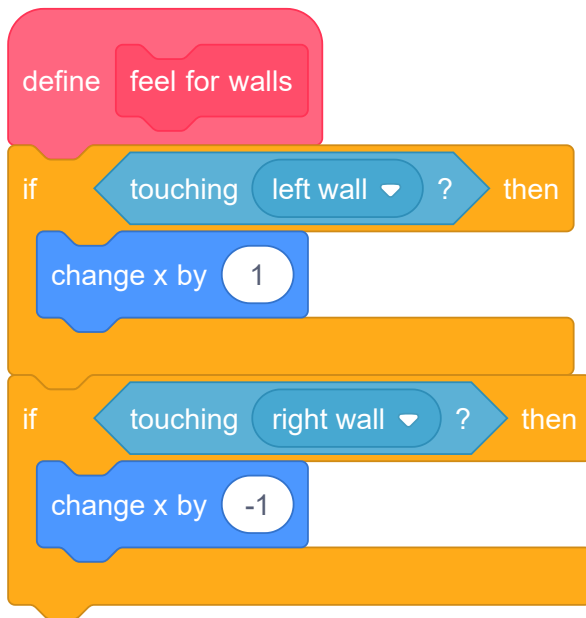 define feel for walls
if touching left wall ? then
change x by 1
if touching right wall ? then
change x by -1